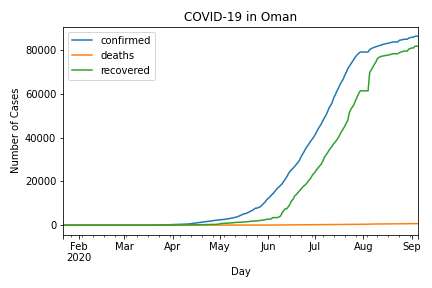 COVID-19 in Oman
confirmed
deaths
recovered
Number of Cases
80000
60000
40000
20000
0
Feb Mar Apr May Jun Jul Aug Sep
2020
Day